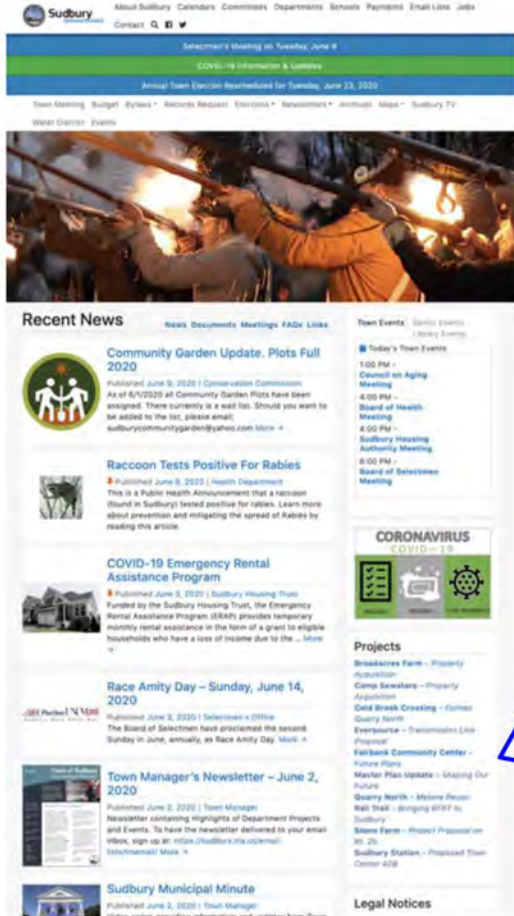 Sudbury
About Sudbury Calendars Committees Departments Schools Payments Email Lists Jobs
Contact
Selectmen's Meeting on Tuesday, June 9
COVID-19 Information & Updates
Annual Town Election Rescheduled for Tuesday, June 23, 2020
Town Meeting Budget Bylaws Records Request Elections Newsletters Archives Maps Sudbury TV
Water District Events
Recent News
News Documents Meetings FAQs Links
Community Garden Update. Plots Full
2020
Published June 9, 2020 | Conservation Commission
As of 6/1/2020 all Community Garden Plots have been
assigned. There currently is a wait list. Should you want to
be added to the list, please email;
sudburycommunitygarden@yahoo.com More →
Raccoon Tests Positive For Rabies
Published June 9, 2020 | Health Department
This is a Public Health Announcement that a raccoon
(found in Sudbury) tested positive for rabies. Learn more
about prevention and mitigating the spread of Rabies by
reading this article.
COVID-19 Emergency Rental
Assistance Program
Published June 3, 2020 | Sudbury Housing Trust
Funded by the Sudbury Housing Trust, the Emergency
Rental Assistance Program (ERAP) provides temporary
monthly rental assistance in the form of a grant to eligible
households who have a loss of income due to the ... More
→
Race Amity Day – Sunday, June 14,
2020
Published June 3, 2020 | Selectmen's Office
The Board of Selectmen have proclaimed the second
Sunday in June, annually, as Race Amity Day. More →
Town Manager's Newsletter – June 2,
2020
Published June 2, 2020 | Town Manager
Newsletter containing Highlights of Department Projects
and Events. To have the newsletter delivered to your email
inbox, sign up at: https://sudbury.ma.us/email-
lists/tmemail/ More →
Sudbury Municipal Minute
Published June 2, 2020 | Town Manager
Town Events Senior Events
Library Events
Today's Town Events
1:00 PM -
Council on Aging
Meeting
4:00 PM -
Board of Health
Meeting
4:00 PM -
Sudbury Housing
Authority Meeting
6:00 PM -
Board of Selectmen
Meeting
CORONAVIRUS
COVID-19
Projects
Broadacres Farm – Property
Acquisition
Camp Sewataro – Property
Acquisition
Cold Brook Crossing – Former
Quarry North
Eversource – Transmission Line
Proposal
Fairbank Community Center –
Future Plans
Master Plan Update – Shaping Our
Future
Quarry North – Melone Reuse
Rail Trail – Bringing BFRT to
Sudbury
Stone Farm – Project Proposal on
Rt. 20
Sudbury Station – Proposed Town
Center 40B
Legal Notices